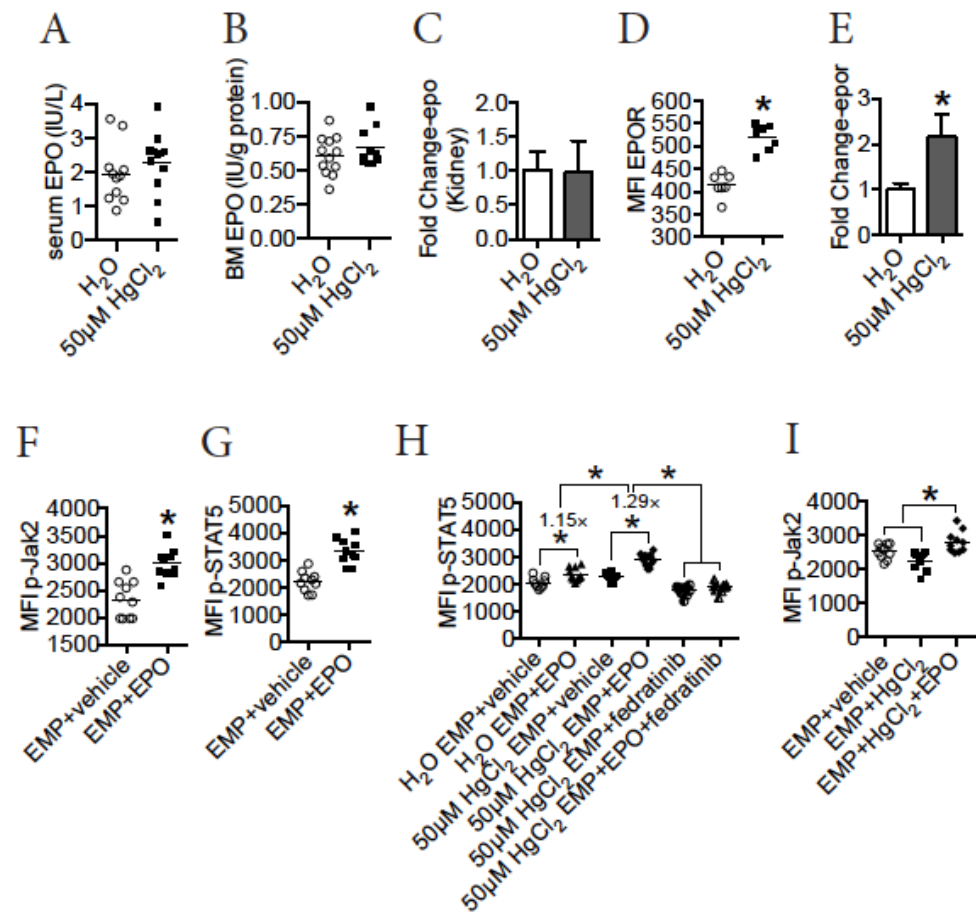 A
serum EPO (IU/L)
4
3
2
1
0
H₂O
50µM HgCl₂
B
BM EPO (IU/g protein)
1.00
0.75
0.50
0.25
0.00
H₂O
50µM HgCl₂
C
Fold Change-epo
(Kidney)
2.0
1.5
1.0
0.5
0.0
H₂O
50µM HgCl₂
D
MFI EPOR
600
550
500
450
400
350
300
*
H₂O
50µM HgCl₂
E
Fold Change-epor
3
2
1
0
*
H₂O
50µM HgCl₂
F
MFI p-Jak2
4000
3500
3000
2500
2000
1500
*
EMP+vehicle
EMP+EPO
G
MFI p-STAT5
5000
4000
3000
2000
1000
0
*
EMP+vehicle
EMP+EPO
H
MFI p-STAT5
5000
4000
3000
2000
1000
0
* *
1.15× 1.29×
* *
H₂O EMP+vehicle
H₂O EMP+EPO
50µM HgCl₂ EMP+vehicle
50µM HgCl₂ EMP+EPO
50µM HgCl₂ EMP+fedratinib
50µM HgCl₂ EMP+EPO+fedratinib
I
MFI p-Jak2
4000
3000
2000
1000
0
*
EMP+vehicle
EMP+HgCl₂
EMP+HgCl₂+EPO